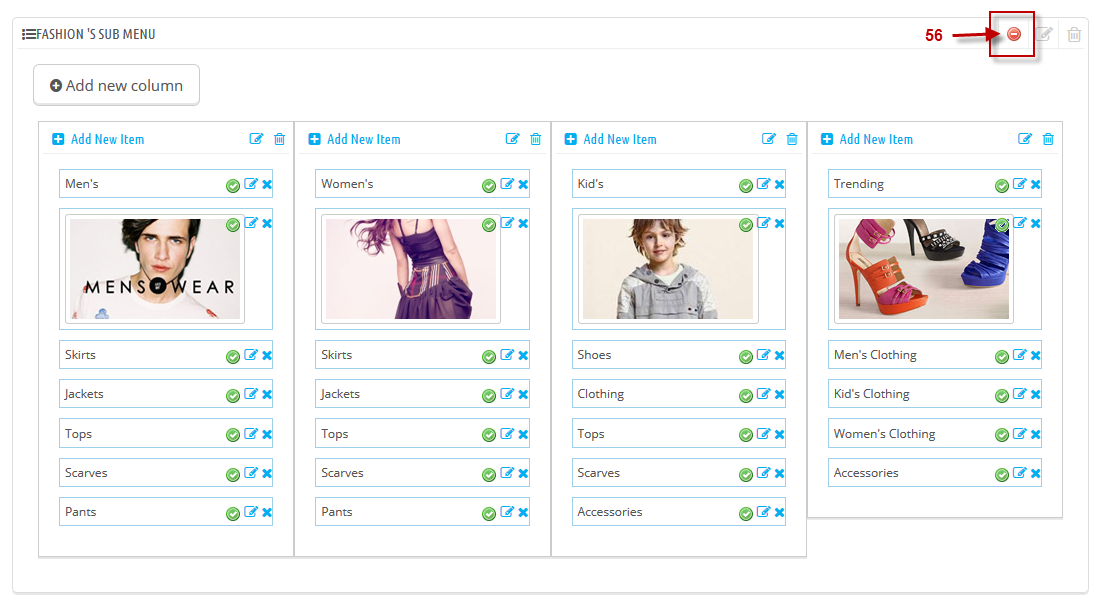 FASHION 'S SUB MENU
56
Add new column
Add New Item
Men's
MENS WEAR
Skirts
Jackets
Tops
Scarves
Pants
Add New Item
Women's
Skirts
Jackets
Tops
Scarves
Pants
Add New Item
Kid's
Shoes
Clothing
Tops
Scarves
Accessories
Add New Item
Trending
Men's Clothing
Kid's Clothing
Women's Clothing
Accessories